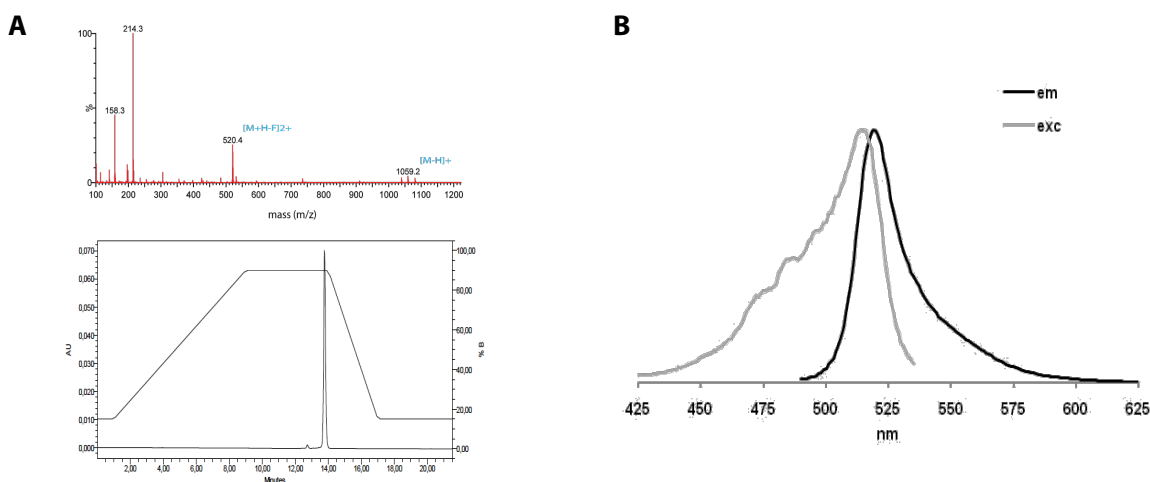 A
100
214.3
%
158.3
[M+H-F]2+
520.4
[M-H]+
1059.2
0
100 200 300 400 500 600 700 800 900 1000 1100 1200
mass (m/z)
0,070
0,060
0,050
0,040
0,030
0,020
0,010
0,000
AU
100,00
80,00
60,00
40,00
20,00
0,00
% B
2,00 4,00 6,00 8,00 10,00 12,00 14,00 16,00 18,00 20,00
Minutes
B
em
exc
425 450 475 500 525 550 575 600 625
nm